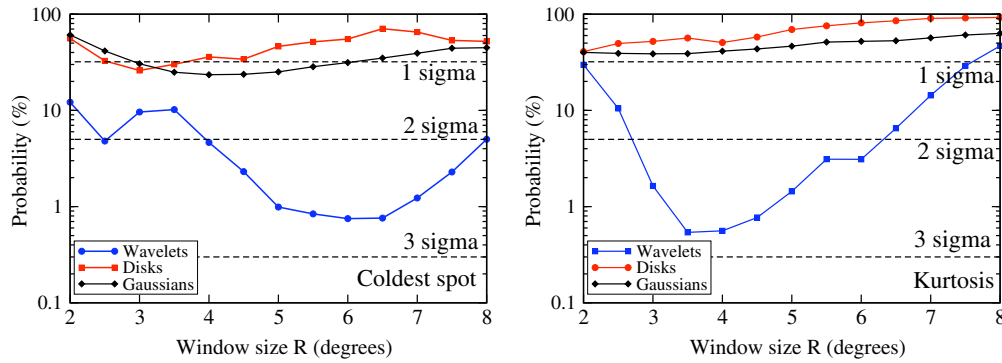 100
10
1
0.1
Probability (%)
1 sigma
2 sigma
3 sigma
Wavelets
Disks
Gaussians
Coldest spot
2 3 4 5 6 7 8
Window size R (degrees)
100
10
1
0.1
Probability (%)
1 sigma
2 sigma
3 sigma
Wavelets
Disks
Gaussians
Kurtosis
2 3 4 5 6 7 8
Window size R (degrees)